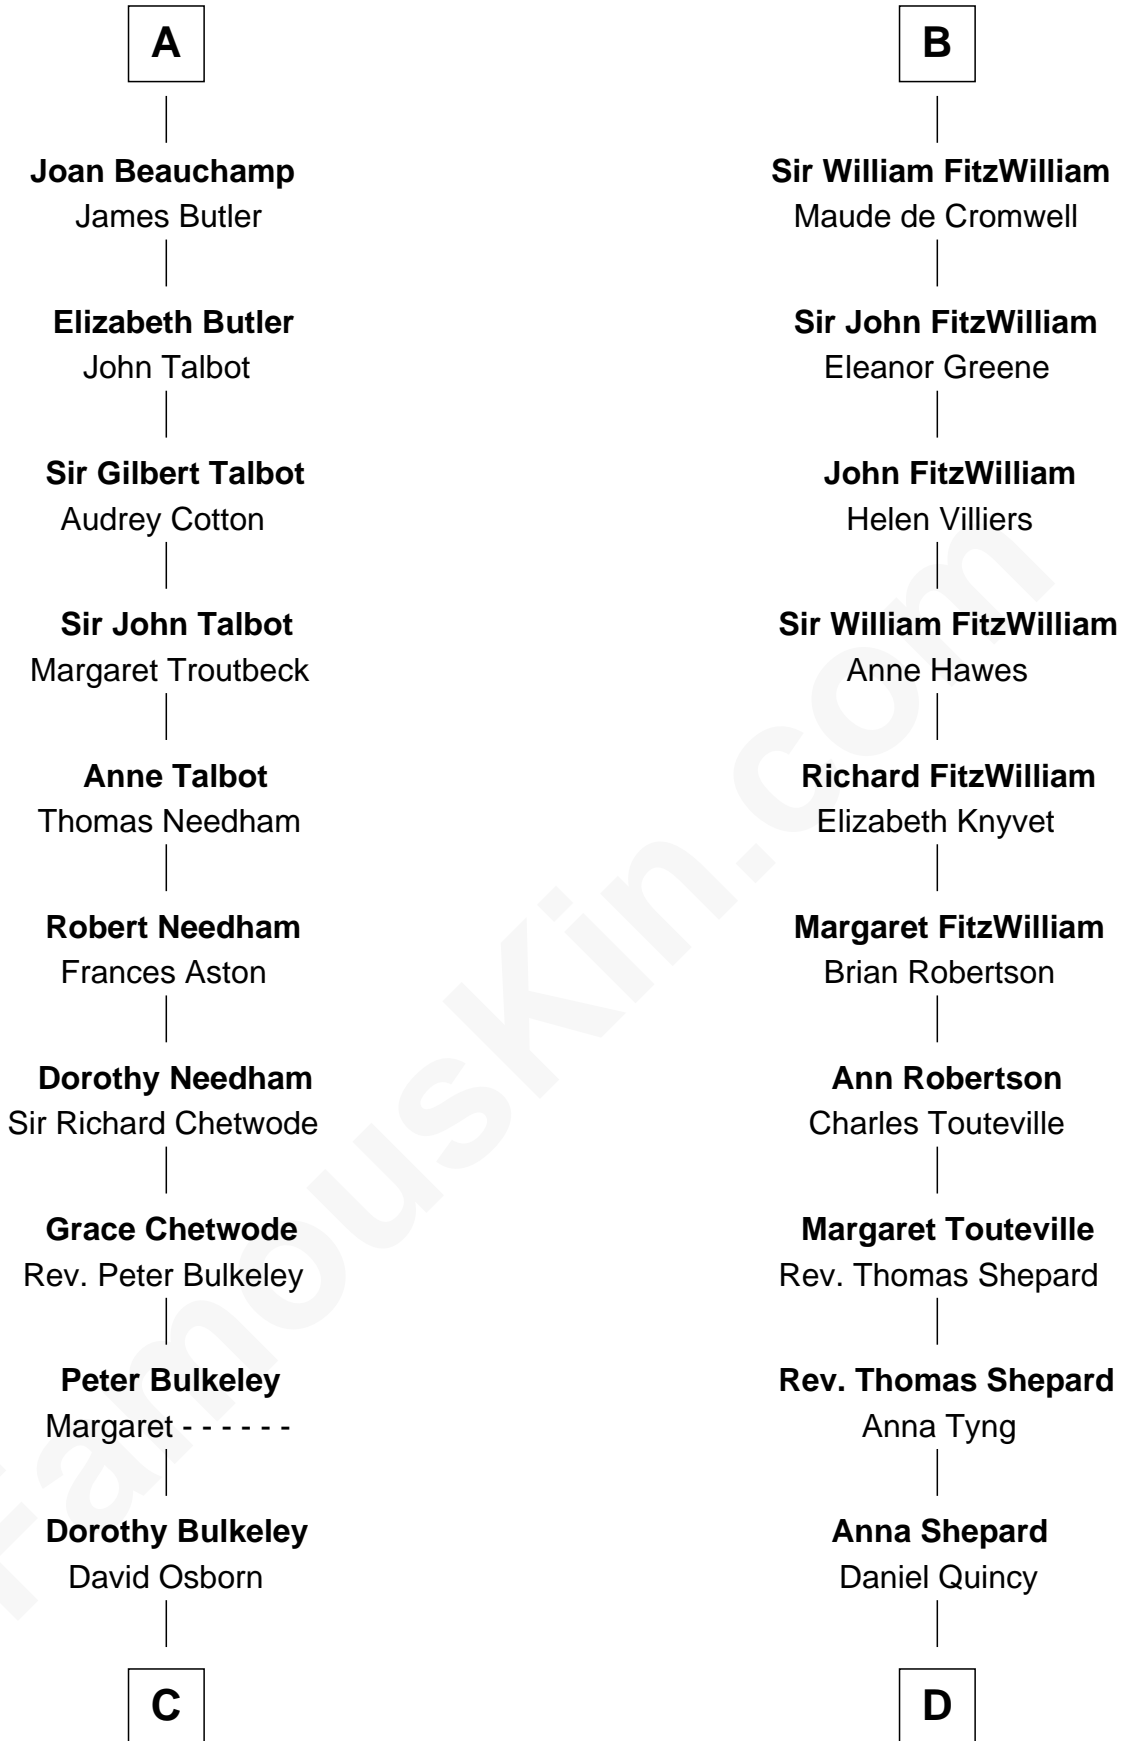 A
Joan Beauchamp
James Butler
Elizabeth Butler
John Talbot
Sir Gilbert Talbot
Audrey Cotton
Sir John Talbot
Margaret Troutbeck
Anne Talbot
Thomas Needham
Robert Needham
Frances Aston
Dorothy Needham
Sir Richard Chetwode
Grace Chetwode
Rev. Peter Bulkeley
Peter Bulkeley
Margaret - - - - - -
Dorothy Bulkeley
David Osborn
C
B
Sir William FitzWilliam
Maude de Cromwell
Sir John FitzWilliam
Eleanor Greene
John FitzWilliam
Helen Villiers
Sir William FitzWilliam
Anne Hawes
Richard FitzWilliam
Elizabeth Knyvet
Margaret FitzWilliam
Brian Robertson
Ann Robertson
Charles Touteville
Margaret Touteville
Rev. Thomas Shepard
Rev. Thomas Shepard
Anna Tyng
Anna Shepard
Daniel Quincy
D
FamousKin.com